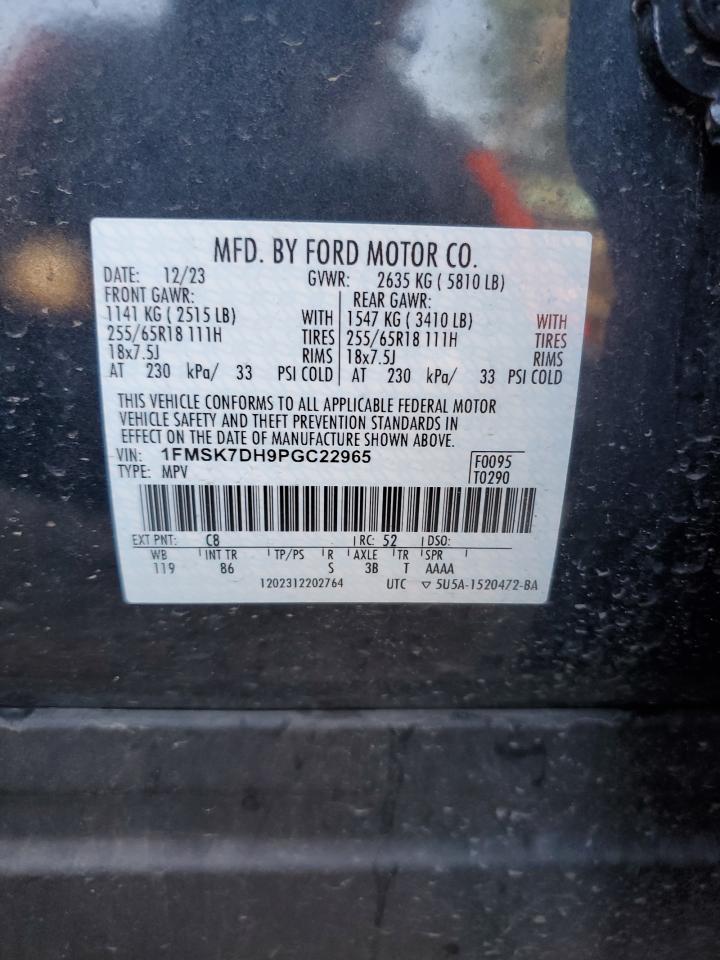 MFD. BY FORD MOTOR CO.
DATE: 12/23 GVWR: 2635 KG ( 5810 LB)
FRONT GAWR: REAR GAWR:
1141 KG ( 2515 LB) WITH 1547 KG ( 3410 LB) WITH
255/65R18 111H TIRES 255/65R18 111H TIRES
18x7.5J RIMS 18x7.5J RIMS
AT 230 kPa/ 33 PSI COLD AT 230 kPa/ 33 PSI COLD
THIS VEHICLE CONFORMS TO ALL APPLICABLE FEDERAL MOTOR
VEHICLE SAFETY AND THEFT PREVENTION STANDARDS IN
EFFECT ON THE DATE OF MANUFACTURE SHOWN ABOVE.
VIN: 1FMSK7DH9PGC22965 F0095
TYPE: MPV T0290
EXT PNT: C8 RC: 52 DSO:
WB INT TR TP/PS R AXLE TR SPR
119 86 S 3B T AAAA
1202312202764 UTC ▽ 5U5A-1520472-BA